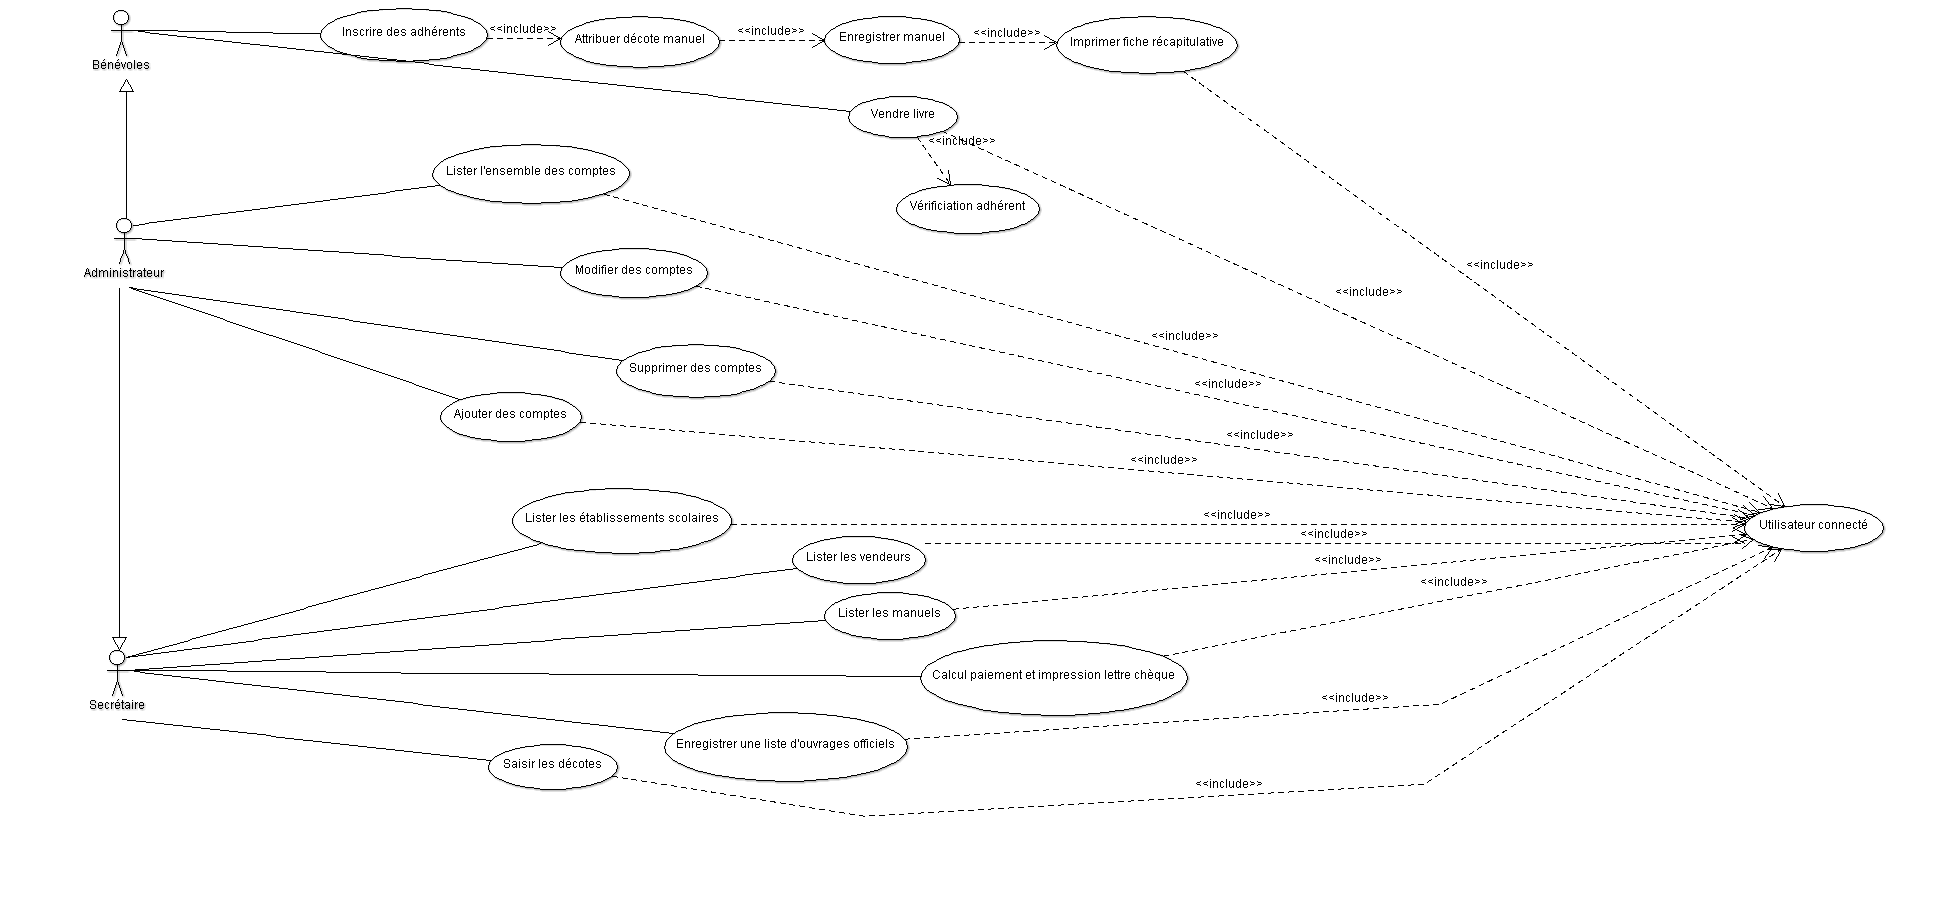 Bénévoles
Inscrire des adhérents
<<include>>
Attribuer décote manuel
<<include>>
Enregistrer manuel
<<include>>
Imprimer fiche récapitulative
Vendre livre
<<include>>
Vérificiation adhérent
Lister l'ensemble des comptes
Administrateur
Modifier des comptes
<<include>>
<<include>>
<<include>>
Supprimer des comptes
<<include>>
Ajouter des comptes
<<include>>
<<include>>
Lister les établissements scolaires
<<include>>
Utilisateur connecté
<<include>>
Lister les vendeurs
<<include>>
<<include>>
Lister les manuels
Calcul paiement et impression lettre chèque
Secrétaire
<<include>>
Enregistrer une liste d'ouvrages officiels
Saisir les décotes
<<include>>